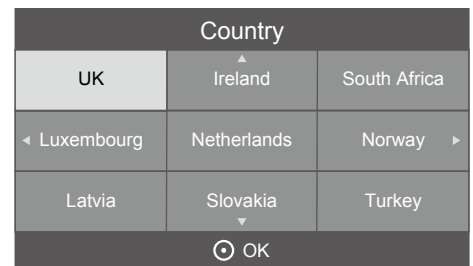 Country
UK Ireland South Africa
Luxembourg Netherlands Norway
Latvia Slovakia Turkey
OK